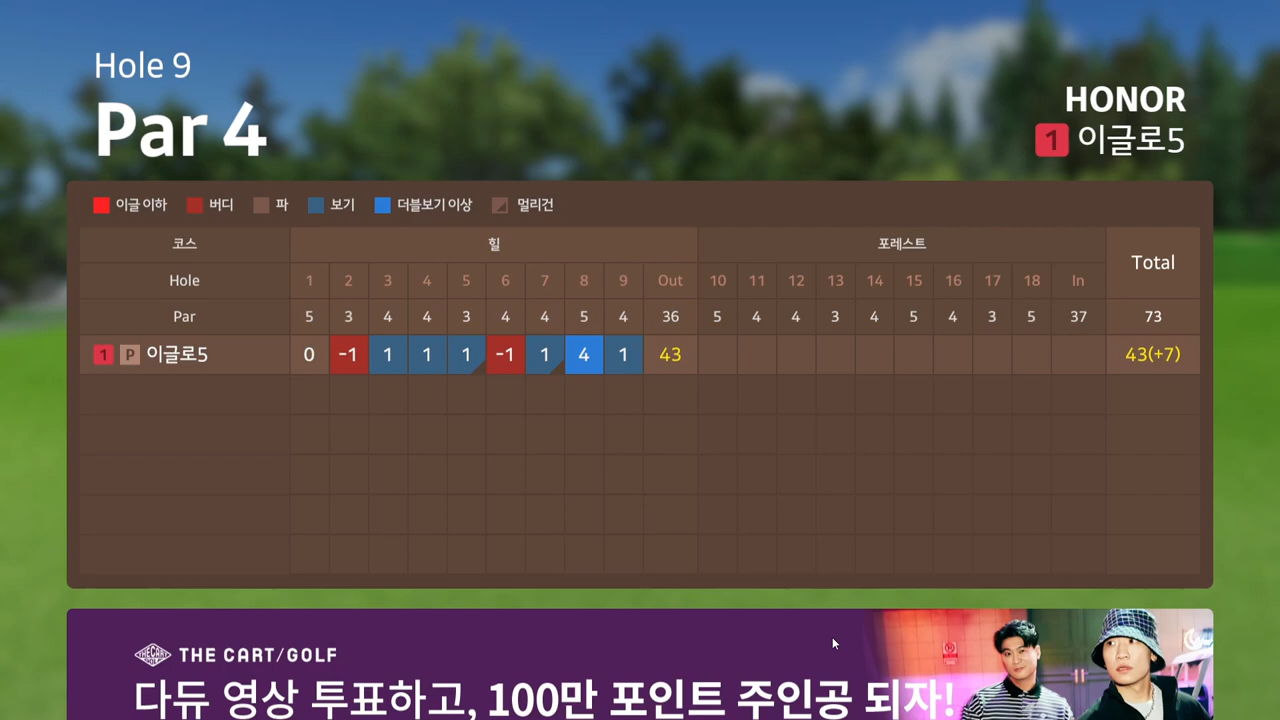 Hole 9
Par 4
HONOR
1 이글로5
이글 이하 버디 파 보기 더블보기 이상 멀리건
코스 힐 포레스트 Total
Hole 1 2 3 4 5 6 7 8 9 Out 10 11 12 13 14 15 16 17 18 In
Par 5 3 4 4 3 4 4 5 4 36 5 4 4 3 4 5 4 3 5 37 73
1 P 이글로5 0 -1 1 1 1 -1 1 4 1 43 43(+7)
THE CART/GOLF
다듀 영상 투표하고, 100만 포인트 주인공 되자!